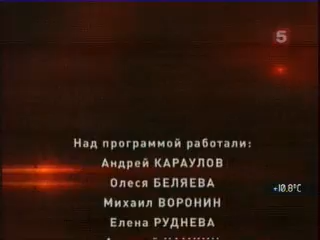 5
Над программой работали:
Андрей КАРАУЛОВ
Олеся БЕЛЯЕВА
+10,8°C
Михаил ВОРОНИН
Елена РУДНЕВА